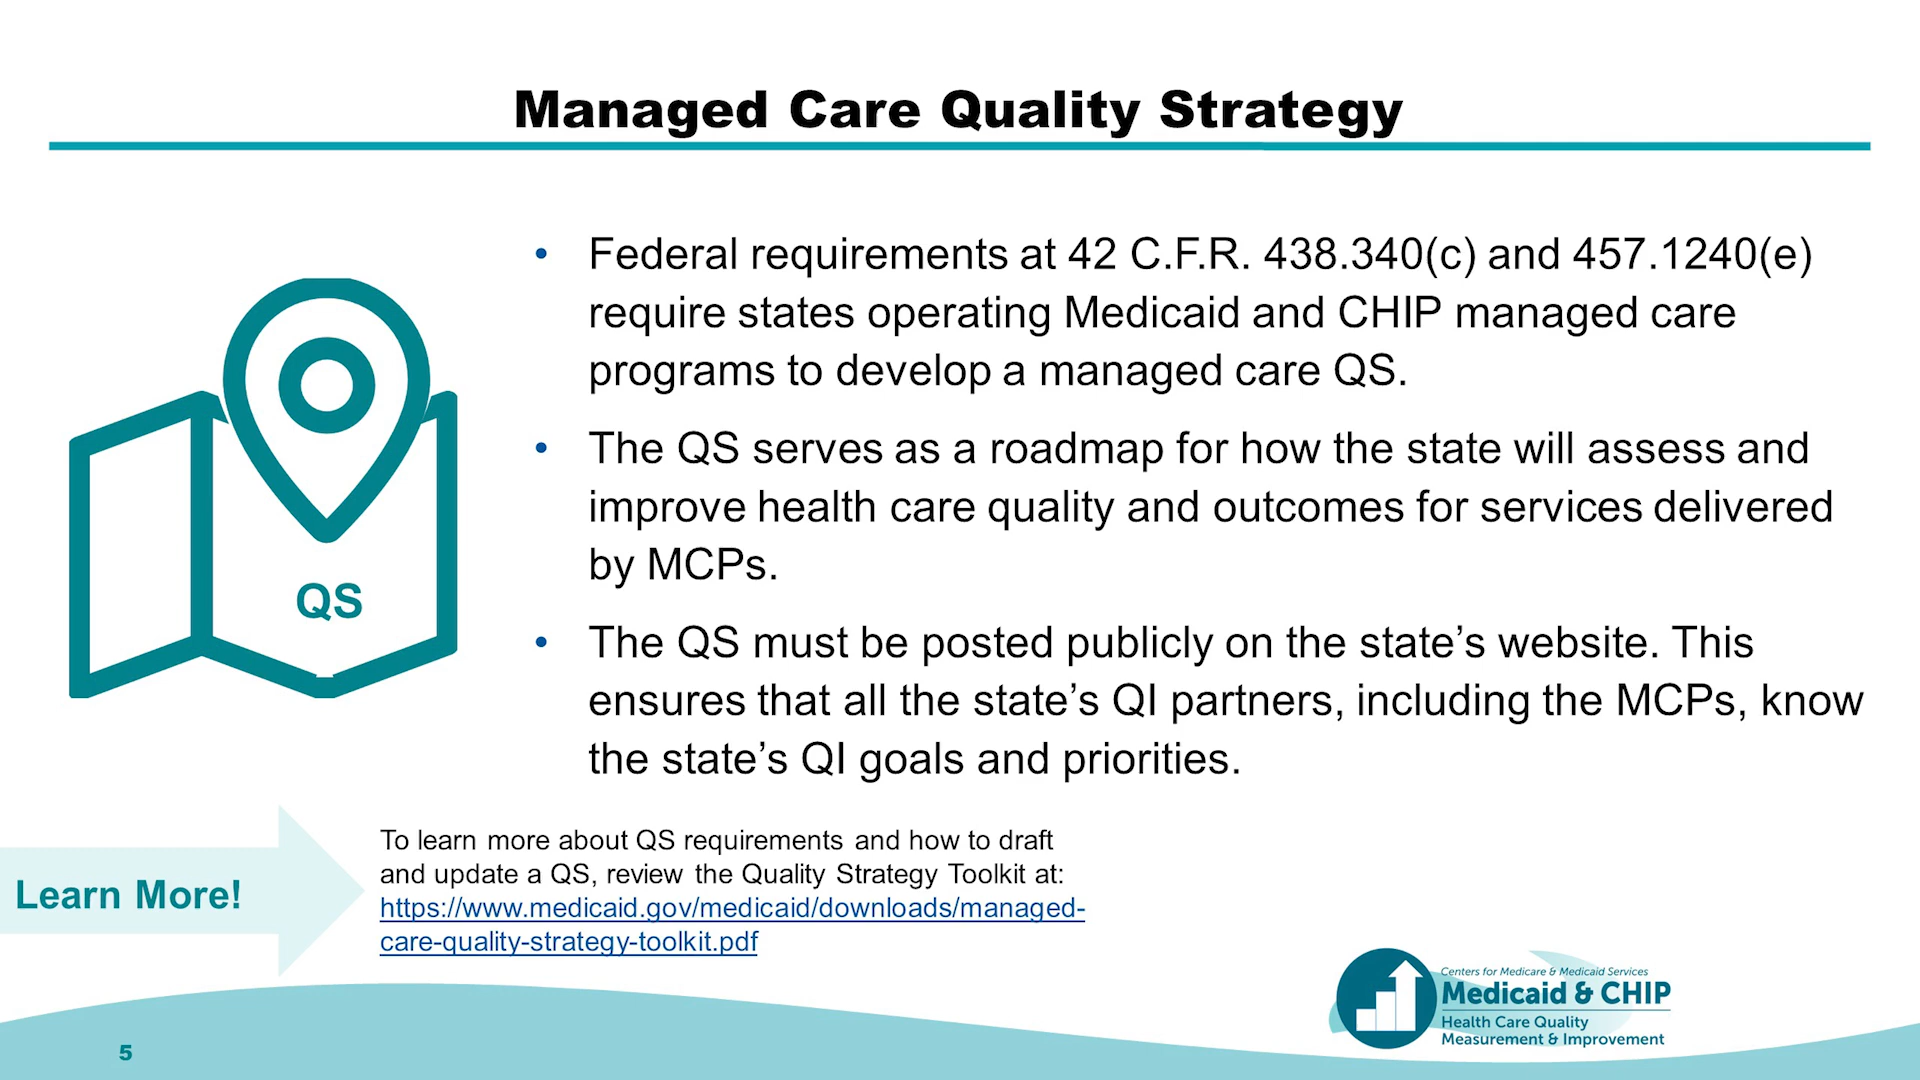 Managed Care Quality Strategy
• Federal requirements at 42 C.F.R. 438.340(c) and 457.1240(e)
require states operating Medicaid and CHIP managed care
programs to develop a managed care QS.
• The QS serves as a roadmap for how the state will assess and
improve health care quality and outcomes for services delivered
by MCPs.
• The QS must be posted publicly on the state’s website. This
ensures that all the state’s QI partners, including the MCPs, know
the state’s QI goals and priorities.
QS
Learn More!
To learn more about QS requirements and how to draft
and update a QS, review the Quality Strategy Toolkit at:
https://www.medicaid.gov/medicaid/downloads/managed-
care-quality-strategy-toolkit.pdf
Centers for Medicare & Medicaid Services
Medicaid & CHIP
Health Care Quality
Measurement & Improvement
5